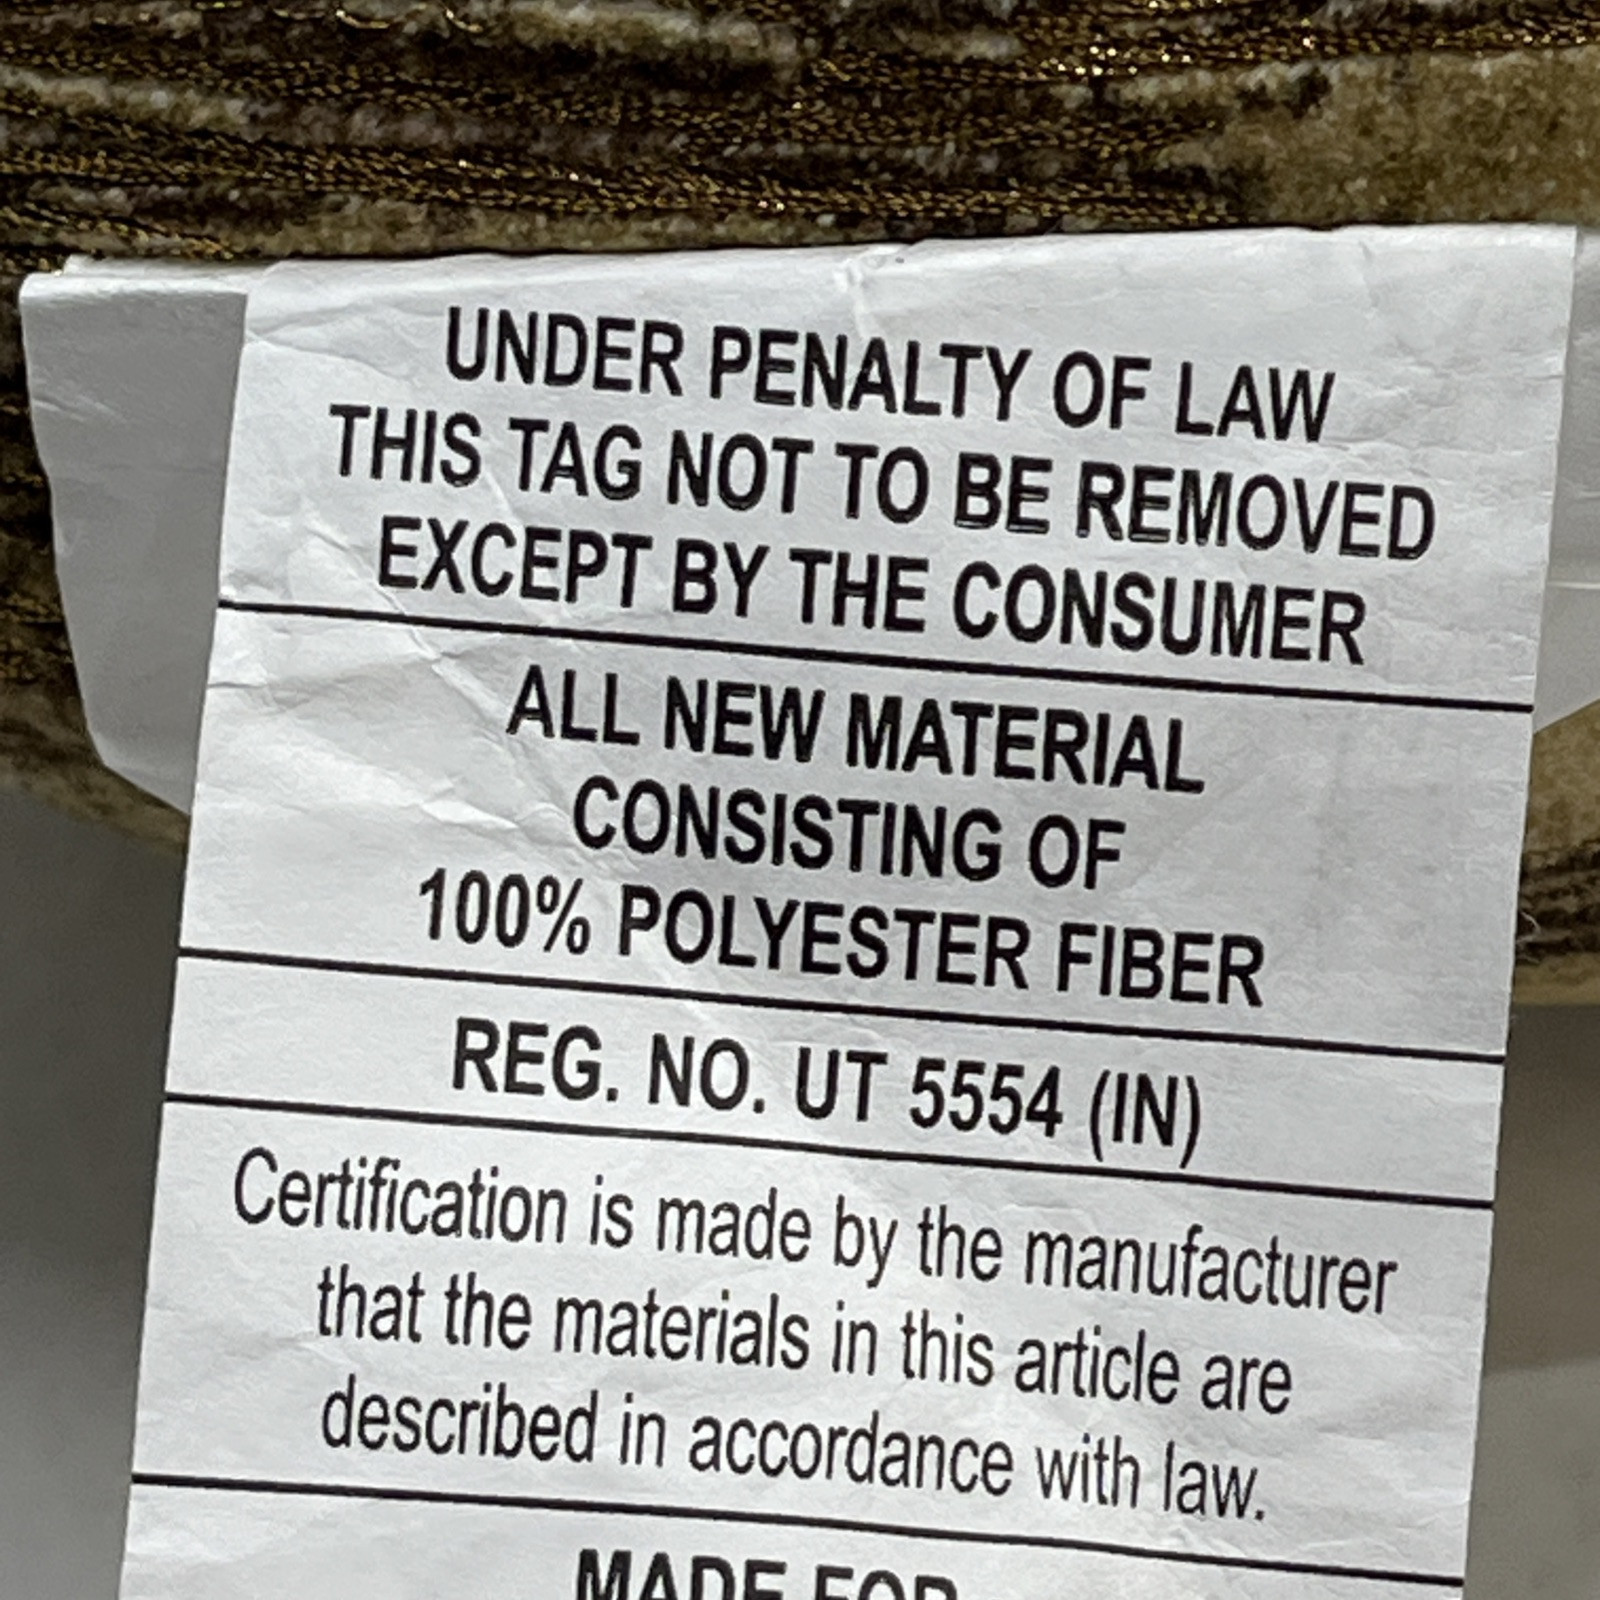 UNDER PENALTY OF LAW
THIS TAG NOT TO BE REMOVED
EXCEPT BY THE CONSUMER
ALL NEW MATERIAL
CONSISTING OF
100% POLYESTER FIBER
REG. NO. UT 5554 (IN)
Certification is made by the manufacturer
that the materials in this article are
described in accordance with law.
MADE FOR